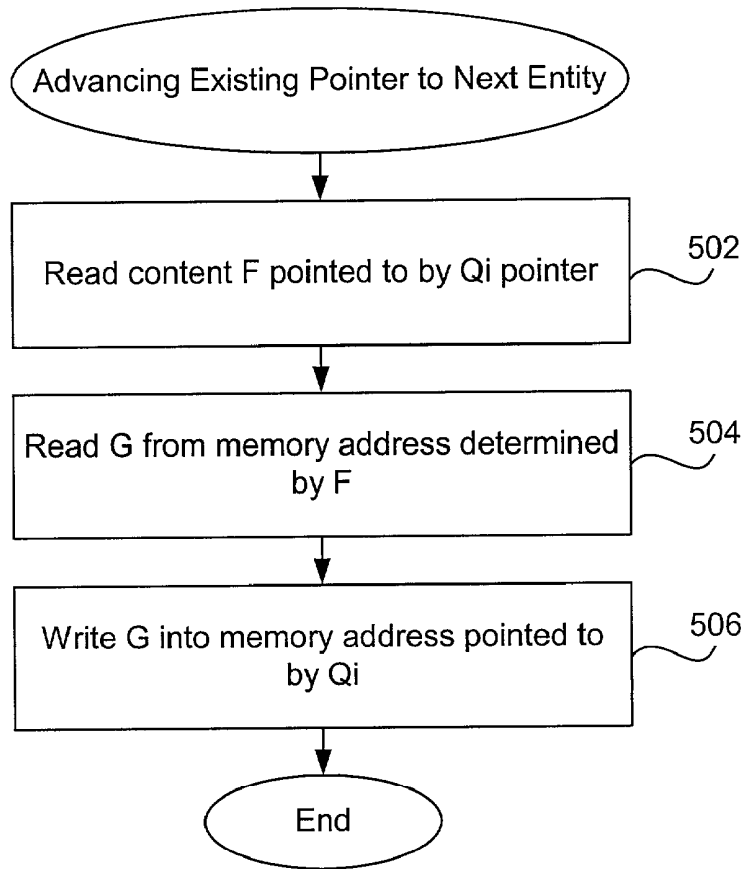 Advancing Existing Pointer to Next Entity
Read content F pointed to by Qi pointer
502
Read G from memory address determined
by F
504
Write G into memory address pointed to
by Qi
506
End